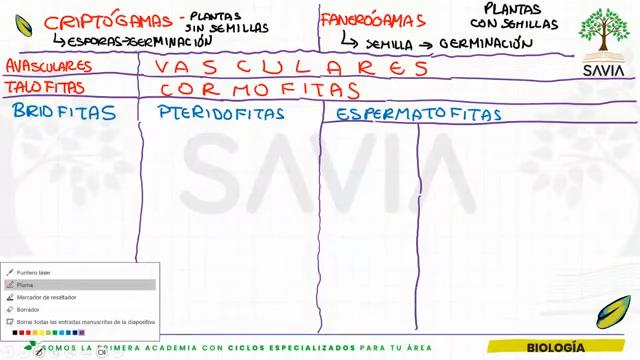 CRIPTÓGAMAS - PLANTAS SIN SEMILLAS
ESPORAS→GERMINACIÓN
FANERÓGAMAS
PLANTAS CON SEMILLAS
SEMILLA → GERMINACIÓN
SAVIA
AVASCULARES
VASCULARES
TALOFITAS
CORMOFITAS
BRIOFITAS
PTERIDOFITAS
ESPERMATOFITAS
SAVIA
Puntero láser
Pluma
Marcador de resaltador
Borrador
Borrar todas las entradas manuscritas de la diapositiva
SOMOS LA PRIMERA ACADEMIA CON CICLOS ESPECIALIZADOS PARA TU ÁREA
BIOLOGÍA